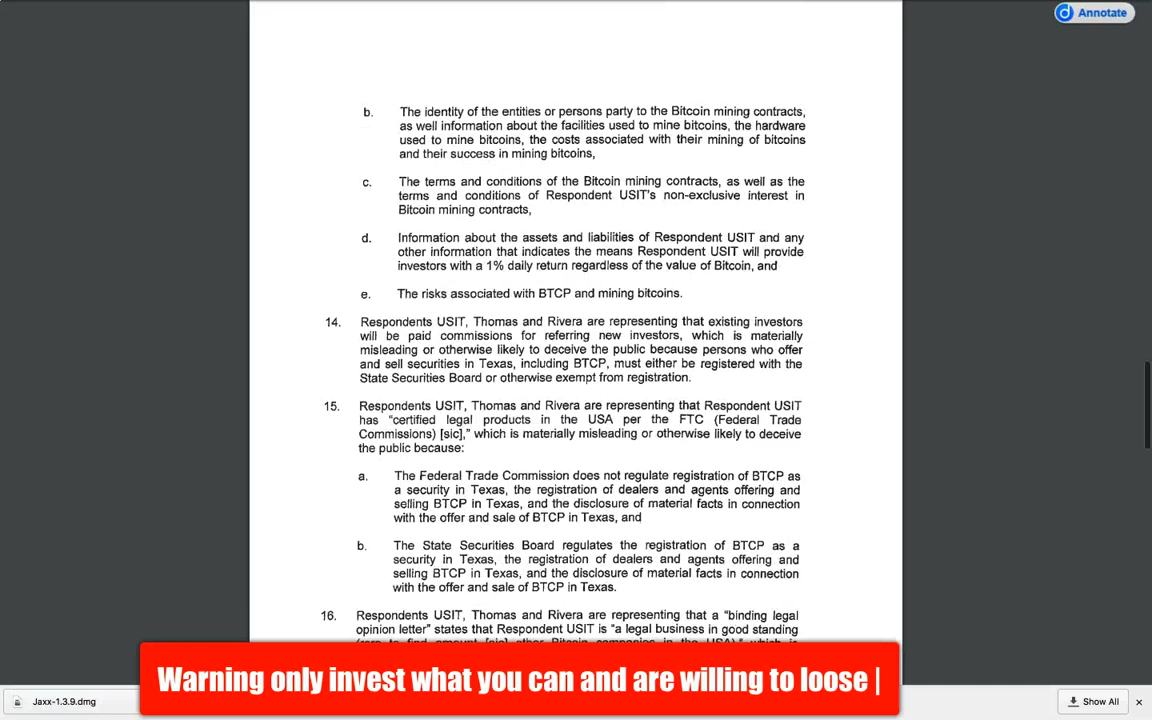 Annotate
b. The identity of the entities or persons party to the Bitcoin mining contracts,
as well information about the facilities used to mine bitcoins, the hardware
used to mine bitcoins, the costs associated with their mining of bitcoins
and their success in mining bitcoins,
c. The terms and conditions of the Bitcoin mining contracts, as well as the
terms and conditions of Respondent USIT's non-exclusive interest in
Bitcoin mining contracts,
d. Information about the assets and liabilities of Respondent USIT and any
other information that indicates the means Respondent USIT will provide
investors with a 1% daily return regardless of the value of Bitcoin, and
e. The risks associated with BTCP and mining bitcoins.
14. Respondents USIT, Thomas and Rivera are representing that existing investors
will be paid commissions for referring new investors, which is materially
misleading or otherwise likely to deceive the public because persons who offer
and sell securities in Texas, including BTCP, must either be registered with the
State Securities Board or otherwise exempt from registration.
15. Respondents USIT, Thomas and Rivera are representing that Respondent USIT
has “certified legal products in the USA per the FTC (Federal Trade
Commissions) [sic],” which is materially misleading or otherwise likely to deceive
the public because:
a. The Federal Trade Commission does not regulate registration of BTCP as
a security in Texas, the registration of dealers and agents offering and
selling BTCP in Texas, and the disclosure of material facts in connection
with the offer and sale of BTCP in Texas, and
b. The State Securities Board regulates the registration of BTCP as a
security in Texas, the registration of dealers and agents offering and
selling BTCP in Texas, and the disclosure of material facts in connection
with the offer and sale of BTCP in Texas.
16. Respondents USIT, Thomas and Rivera are representing that a “binding legal
opinion letter” states that Respondent USIT is “a legal business in good standing
Warning only invest what you can and are willing to loose |
Jaxx-1.3.9.dmg
Show All